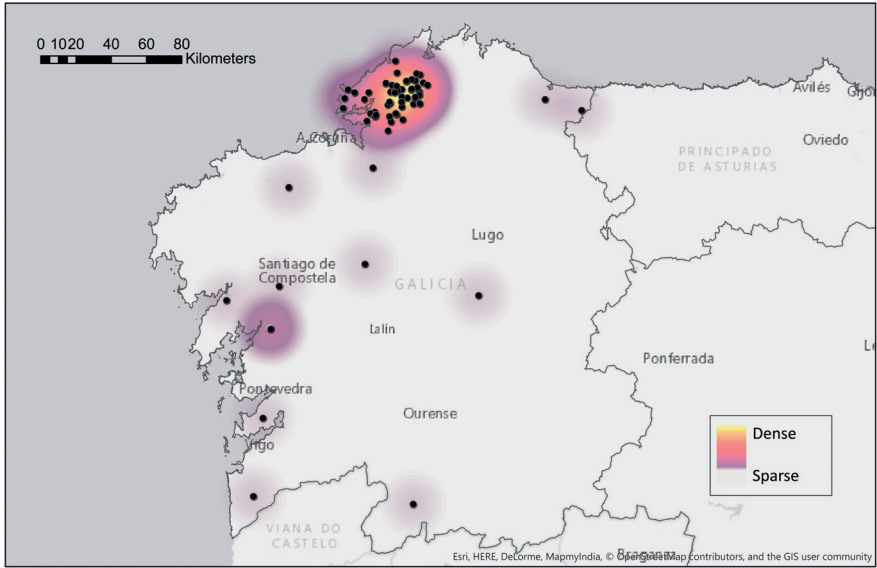 0 10 20 40 60 80
Kilometers
Avilés
Oviedo
A Coruña
PRINCIPADO
DE ASTURIAS
Lugo
Santiago de
Compostela
GALICIA
Lalín
Ponferrada
Pontevedra
Ourense
Vigo
Dense
Sparse
VIANA DO
CASTELO
Esri, HERE, DeLorme, MapmyIndia, © OpenStreetMap contributors, and the GIS user community